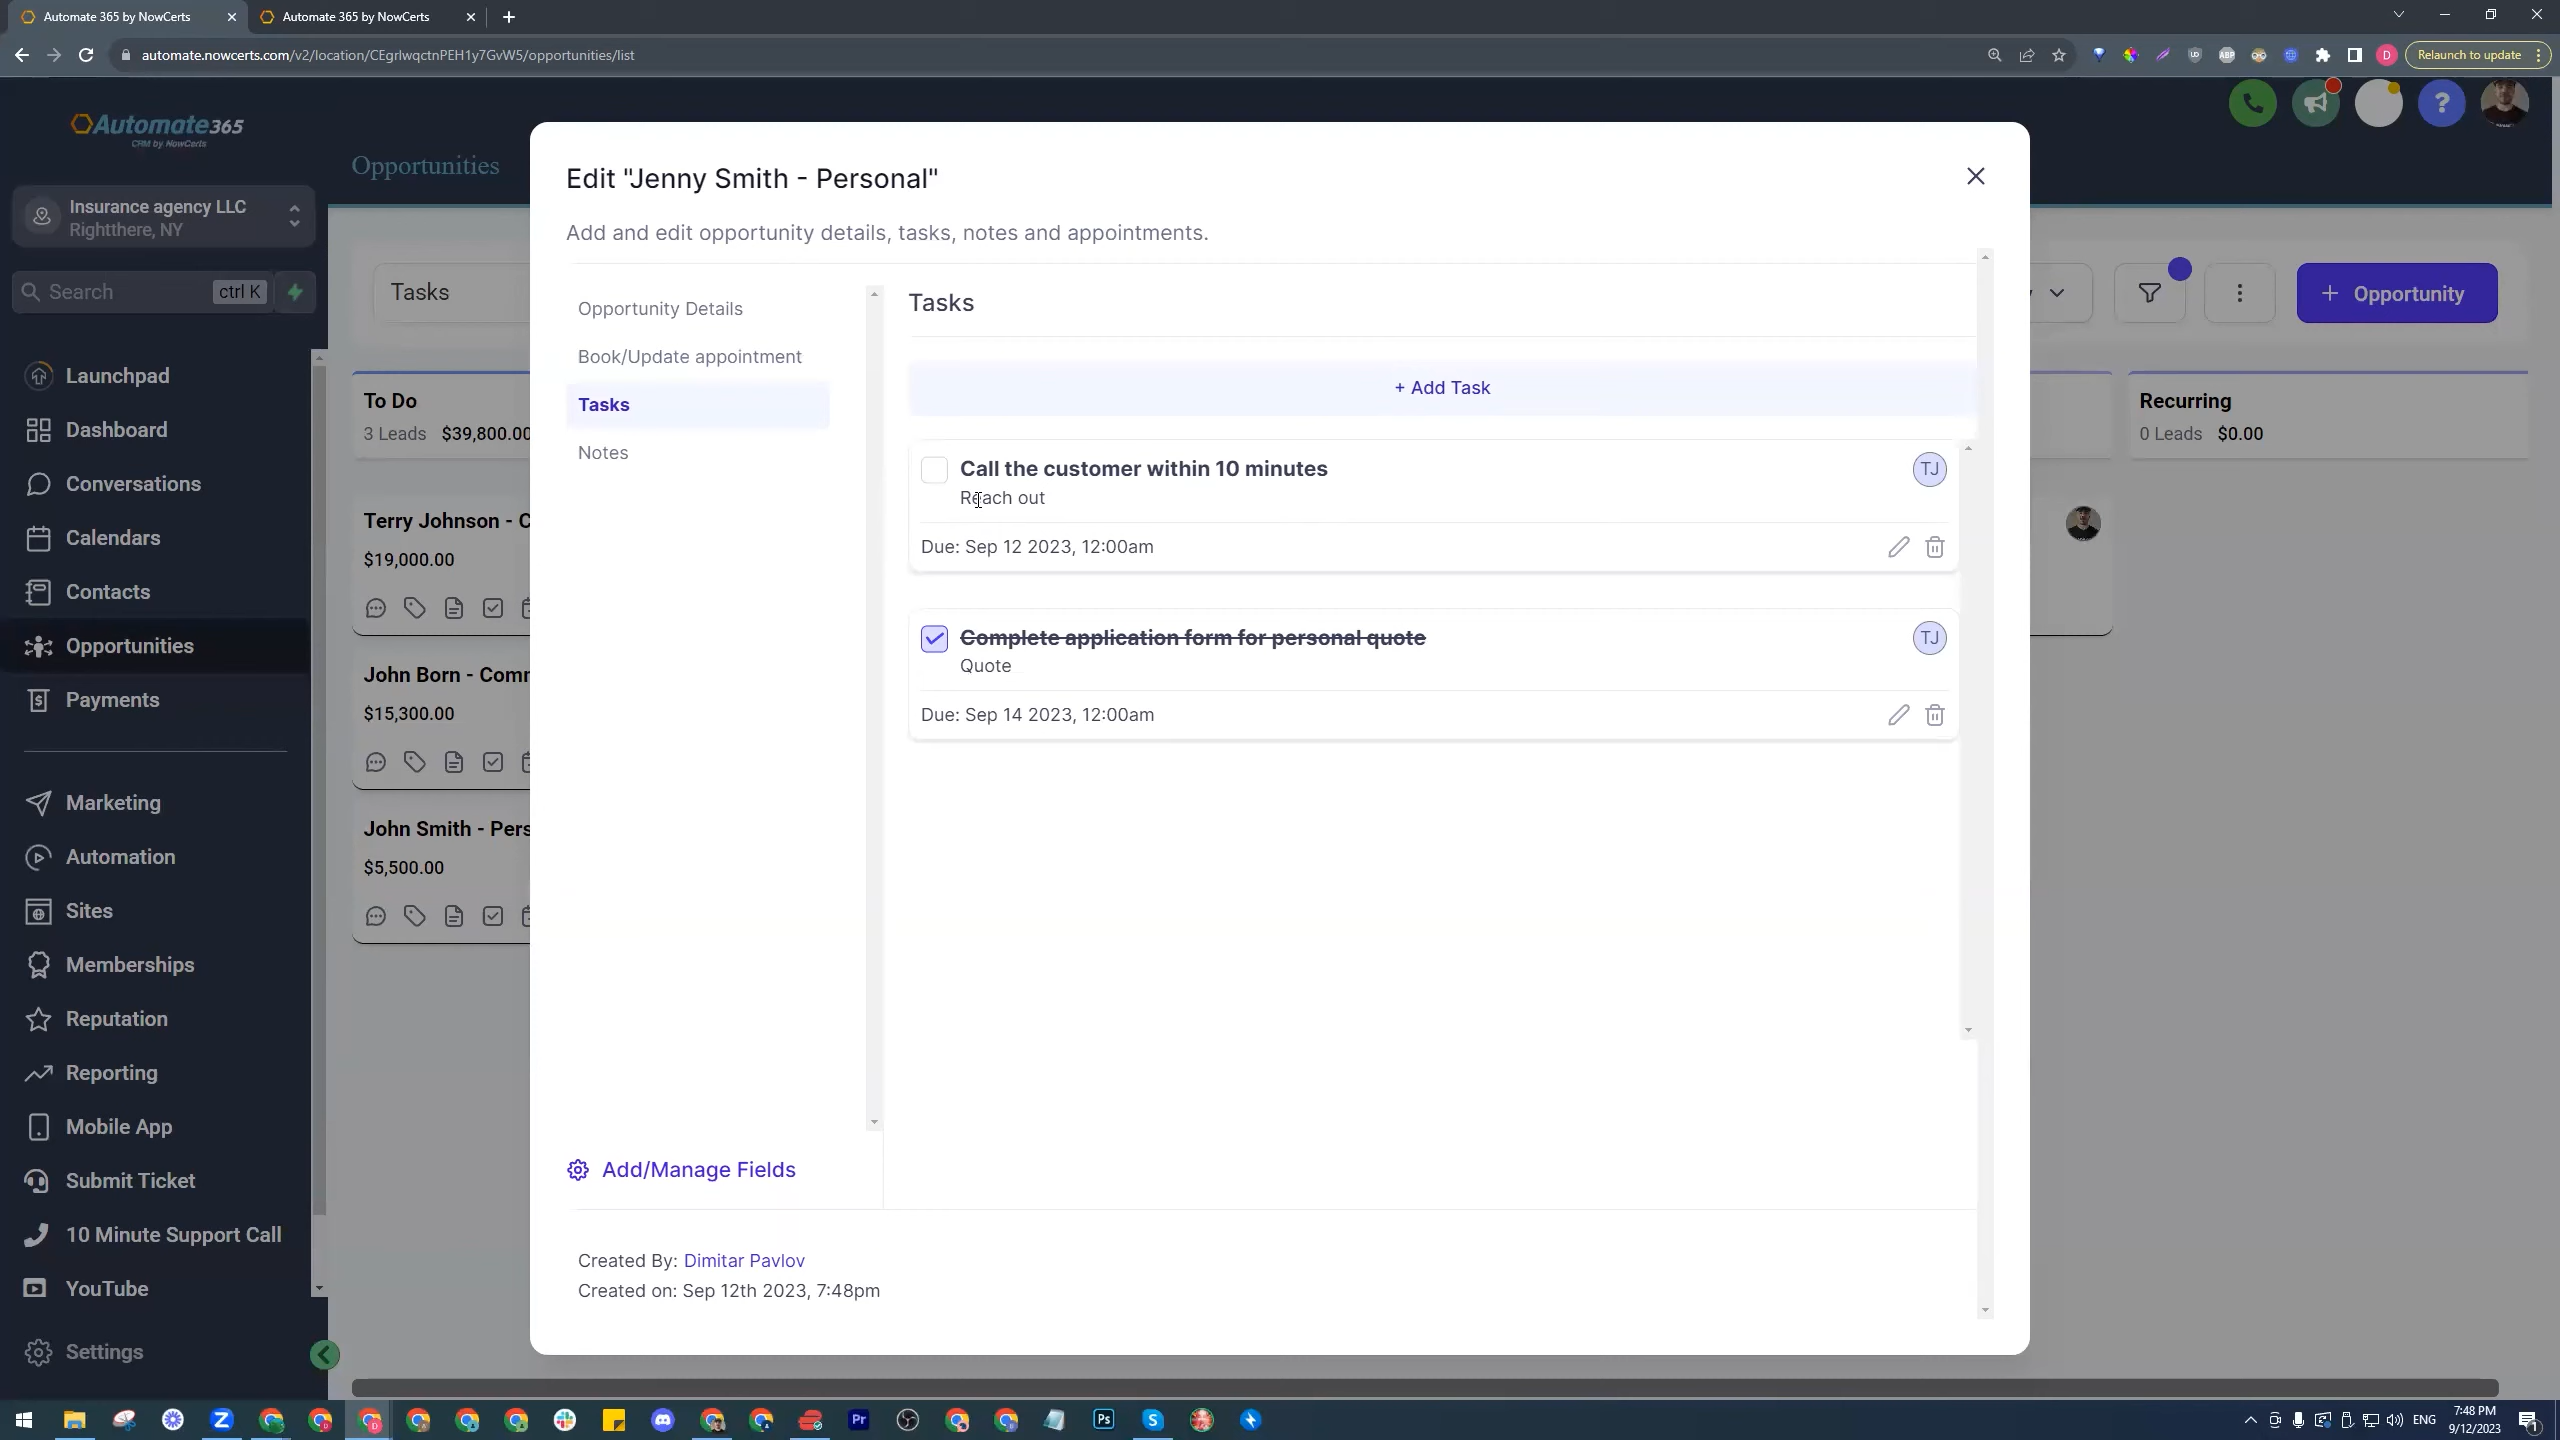 Automate 365 by NowCerts
Automate 365 by NowCerts
automate.nowcerts.com/v2/location/CEgrlwqctnPEH1y7GvW5/opportunities/list
Relaunch to update
Automate365
CRM by NowCerts
Opportunities
Insurance agency LLC
Rightthere, NY
Search
ctrl K
Launchpad
Dashboard
Conversations
Calendars
Contacts
Opportunities
Payments
Marketing
Automation
Sites
Memberships
Reputation
Reporting
Mobile App
Submit Ticket
10 Minute Support Call
YouTube
Settings
Tasks
+ Opportunity
To Do
3 Leads $39,800.00
Terry Johnson - C
$19,000.00
John Born - Comm
$15,300.00
John Smith - Pers
$5,500.00
Recurring
0 Leads $0.00
Edit "Jenny Smith - Personal"
Add and edit opportunity details, tasks, notes and appointments.
Opportunity Details
Book/Update appointment
Tasks
Notes
Add/Manage Fields
Tasks
+ Add Task
Call the customer within 10 minutes
TJ
Reach out
Due: Sep 12 2023, 12:00am
Complete application form for personal quote
TJ
Quote
Due: Sep 14 2023, 12:00am
Created By: Dimitar Pavlov
Created on: Sep 12th 2023, 7:48pm
ENG
7:48 PM
9/12/2023